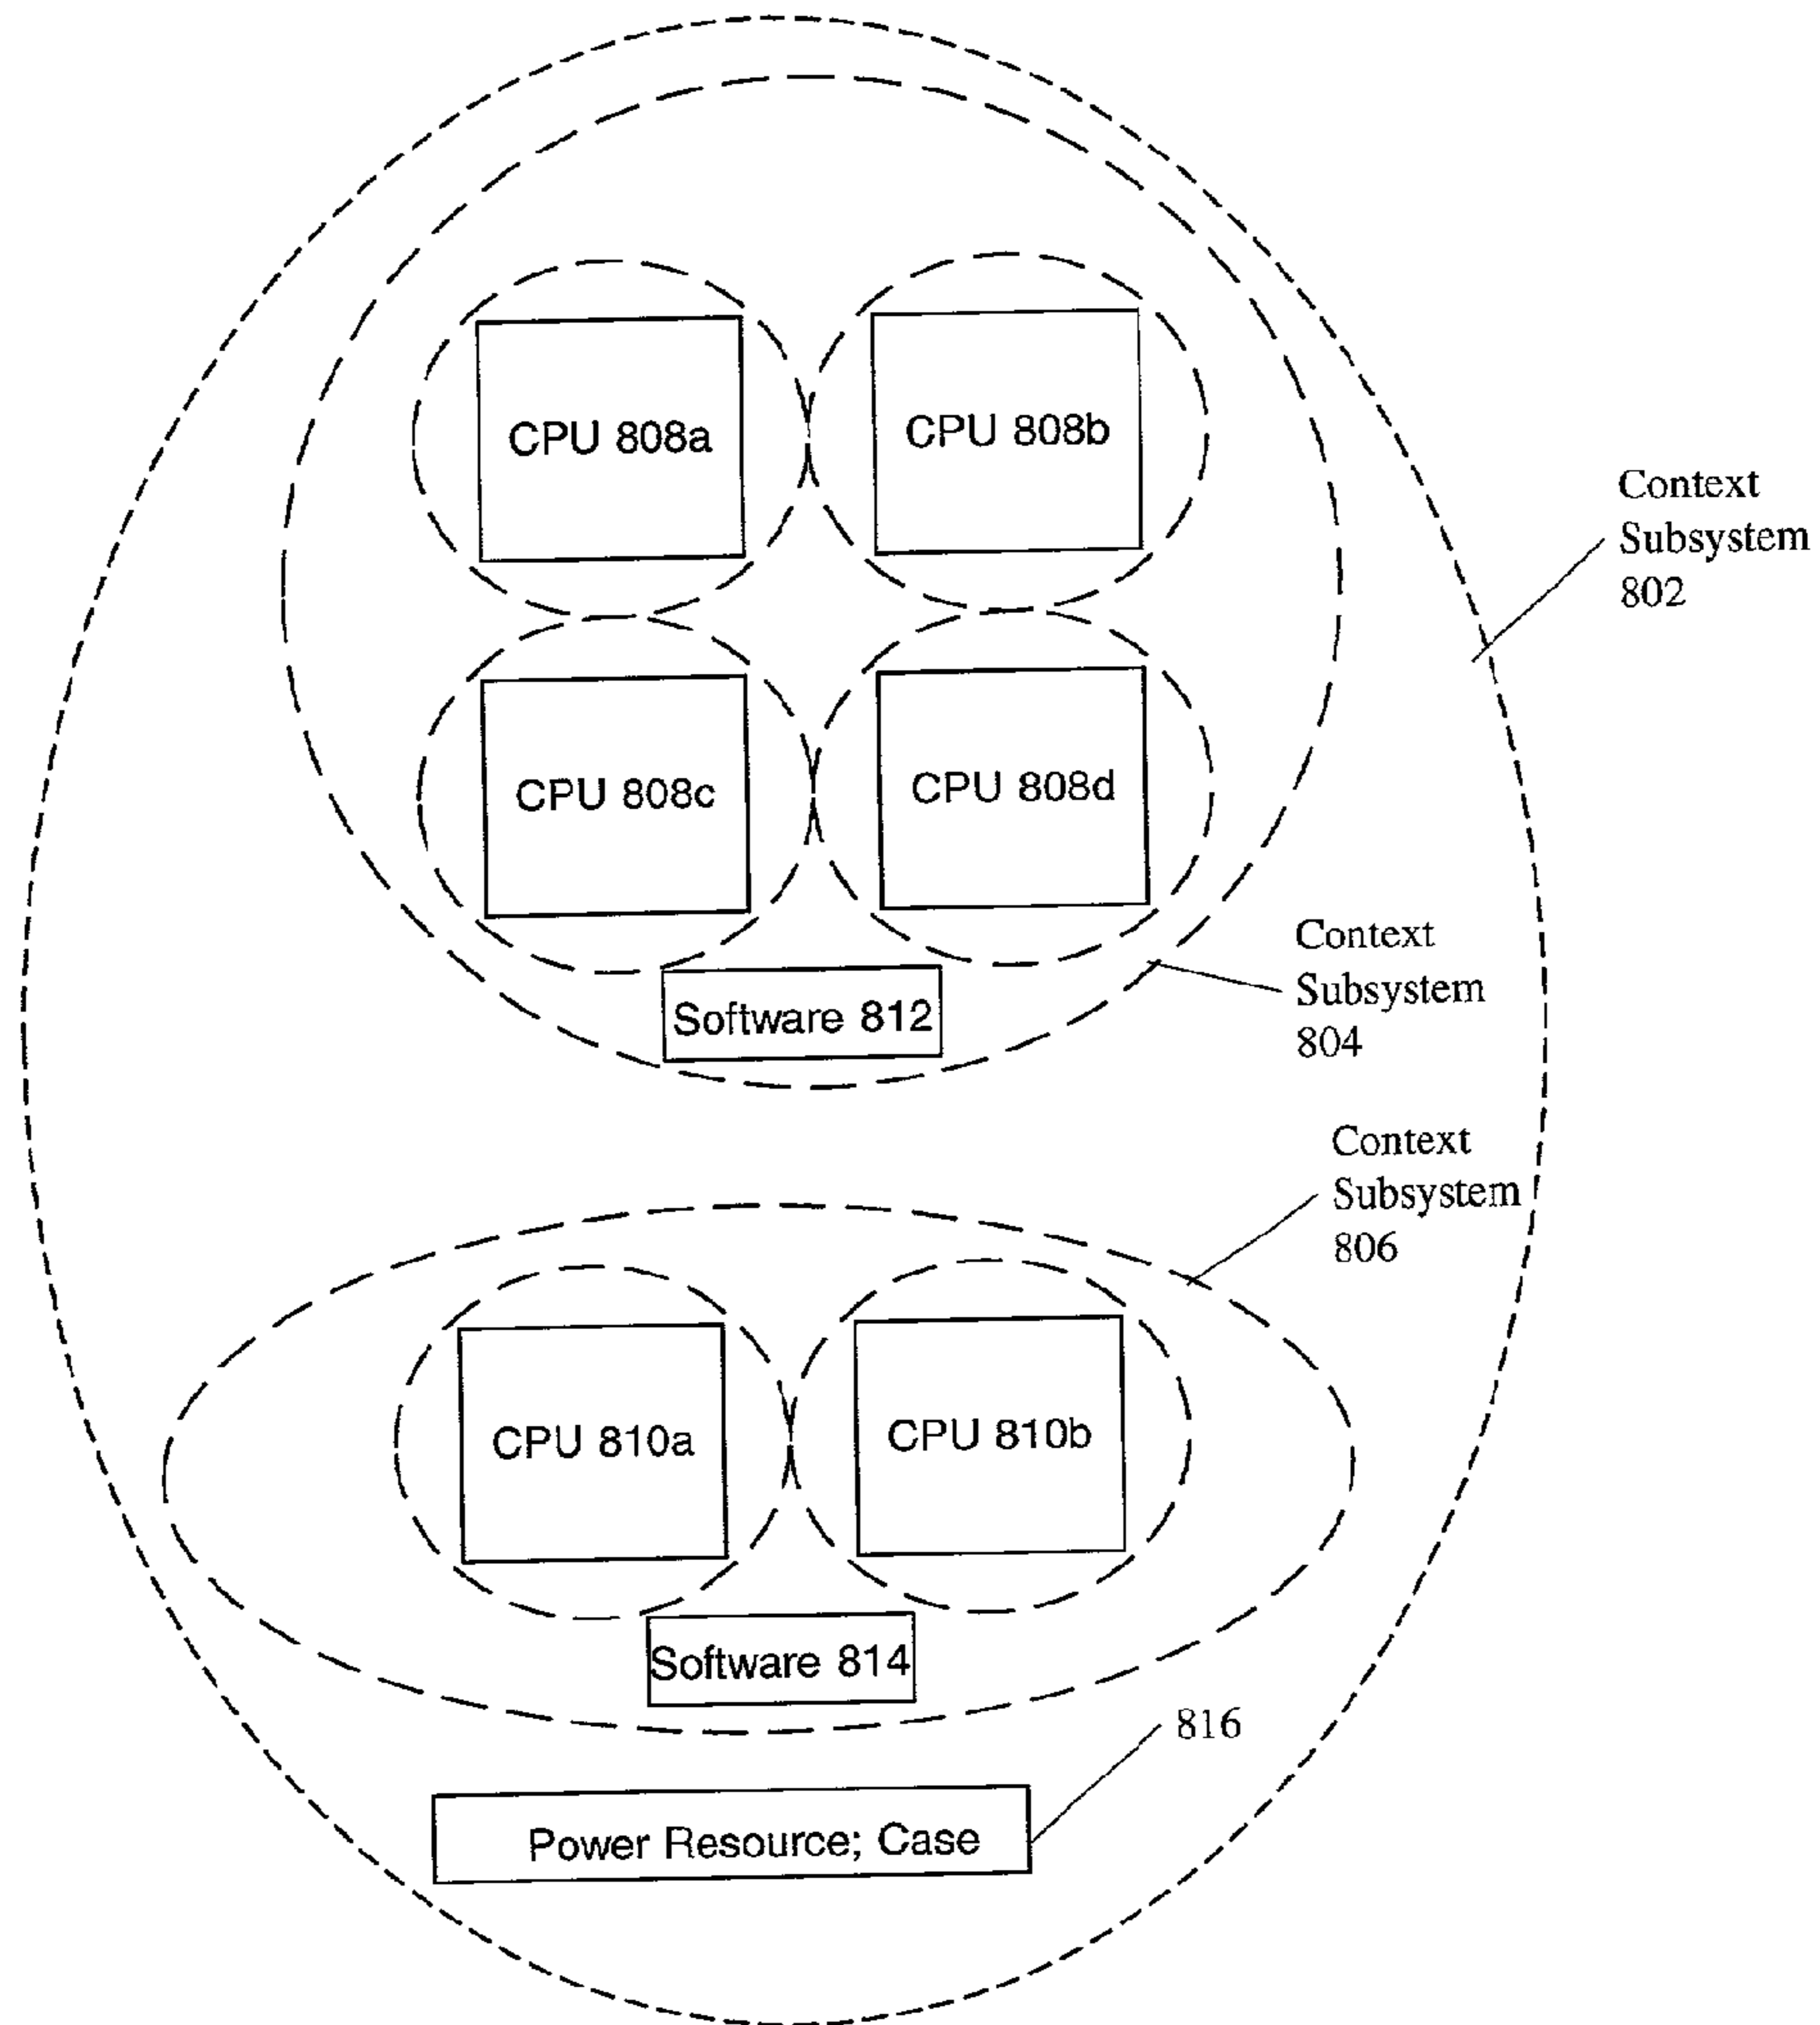 CPU 808a
CPU 808b
Context
Subsystem
802
CPU 808c
CPU 808d
Context
Subsystem
804
Software 812
Context
Subsystem
806
CPU 810a
CPU 810b
Software 814
816
Power Resource; Case